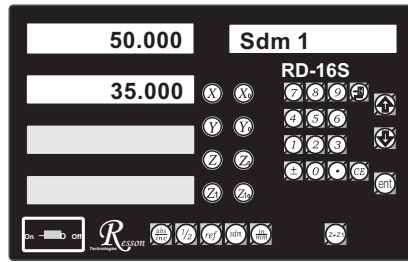 50.000 Sdm 1
RD-16S
35.000
X X₀ 7 8 9
Y Y₀ 4 5 6
1 2 3
Z Z₀ ± 0 • CE
Z1 ent
On Off Resson abs/inc 1/2 ref sdm in/mm Z+Z1
Technologies